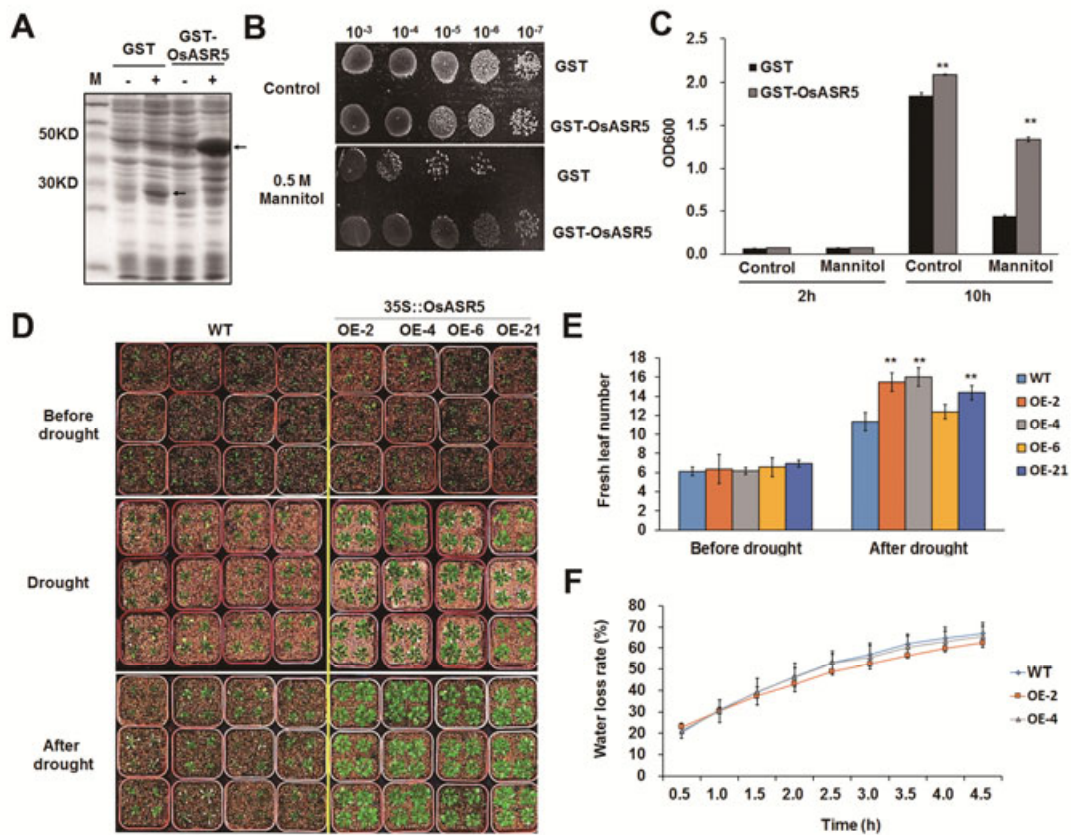 A
GST GST-
OsASR5
M - + - +
50KD
30KD
B
10-3 10-4 10-5 10-6 10-7
Control
GST
GST-OsASR5
0.5 M
Mannitol
GST
GST-OsASR5
C
GST
GST-OsASR5
**
**
OD600
2.5
2.0
1.5
1.0
0.5
0.0
Control Mannitol Control Mannitol
2h 10h
D
35S::OsASR5
WT OE-2 OE-4 OE-6 OE-21
Before
drought
Drought
After
drought
E
Fresh leaf number
18
16
14
12
10
8
6
4
2
0
** **
**
WT
OE-2
OE-4
OE-6
OE-21
Before drought After drought
F
Water loss rate (%)
80
70
60
50
40
30
20
10
0
WT
OE-2
OE-4
0.5 1.0 1.5 2.0 2.5 3.0 3.5 4.0 4.5
Time (h)